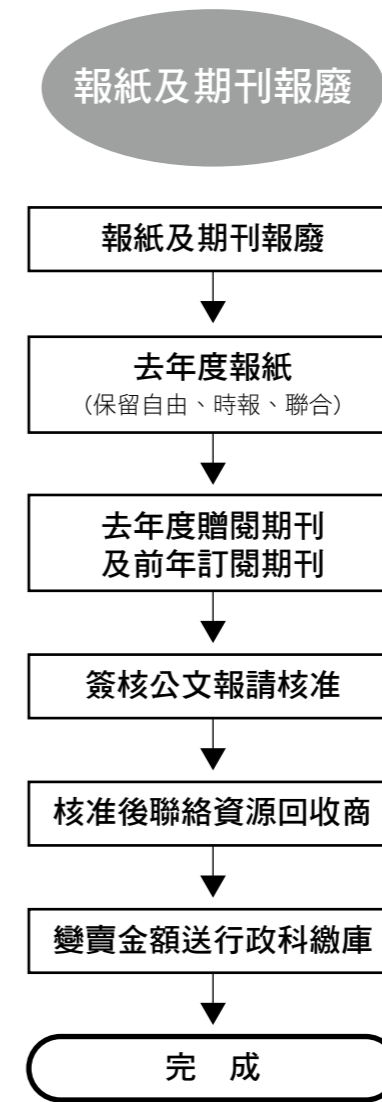 報紙及期刊報廢
報紙及期刊報廢
去年度報紙
（保留自由、時報、聯合）
去年度贈閱期刊
及前年訂閱期刊
簽核公文報請核准
核准後聯絡資源回收商
變賣金額送行政科繳庫
完　成